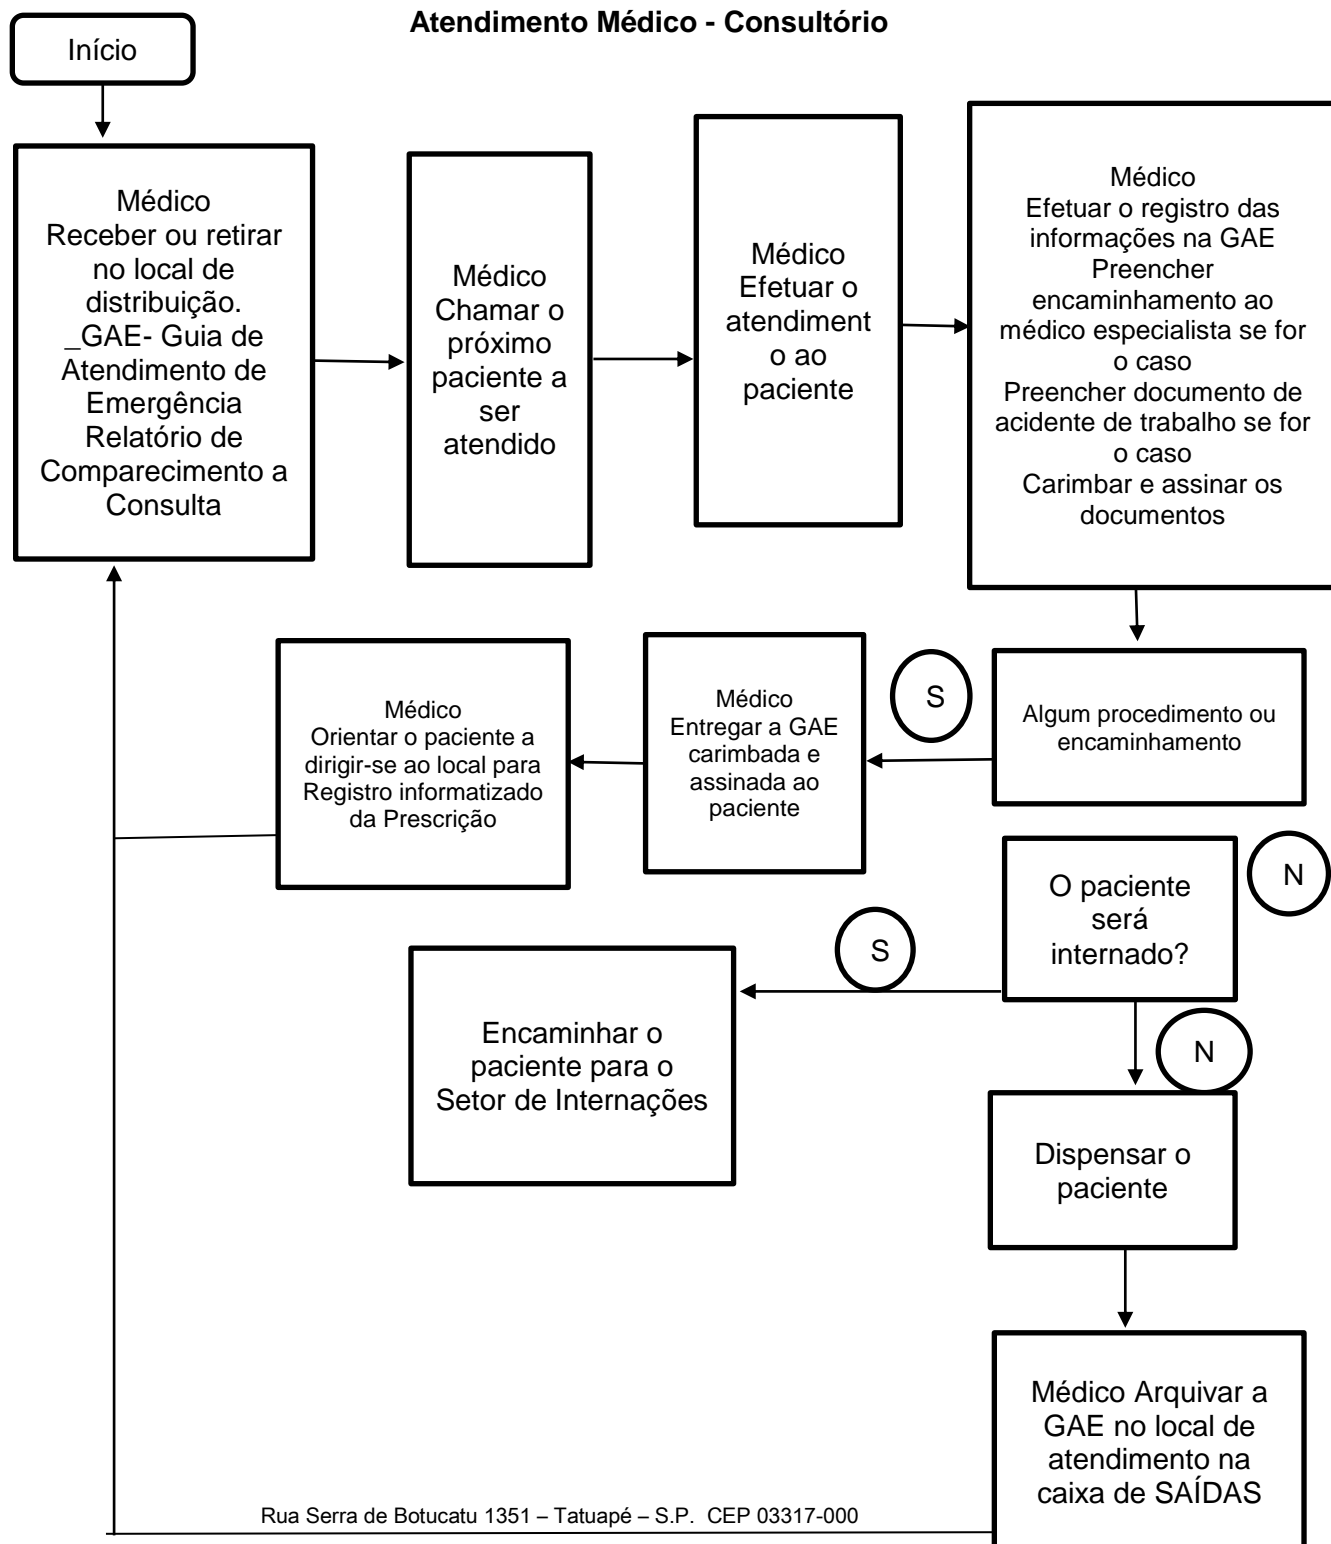 Atendimento Médico - Consultório
Início
Médico
Receber ou retirar
no local de
distribuição.
_GAE- Guia de
Atendimento de
Emergência
Relatório de
Comparecimento a
Consulta
Médico
Chamar o
próximo
paciente a
ser
atendido
Médico
Efetuar o
atendiment
o ao
paciente
Médico
Efetuar o registro das
informações na GAE
Preencher
encaminhamento ao
médico especialista se for
o caso
Preencher documento de
acidente de trabalho se for
o caso
Carimbar e assinar os
documentos
Algum procedimento ou
encaminhamento
S
Médico
Entregar a GAE
carimbada e
assinada ao
paciente
Médico
Orientar o paciente a
dirigir-se ao local para
Registro informatizado
da Prescrição
N
O paciente
será
internado?
S
Encaminhar o
paciente para o
Setor de Internações
N
Dispensar o
paciente
Médico Arquivar a
GAE no local de
atendimento na
caixa de SAÍDAS
Rua Serra de Botucatu 1351 – Tatuapé – S.P. CEP 03317-000